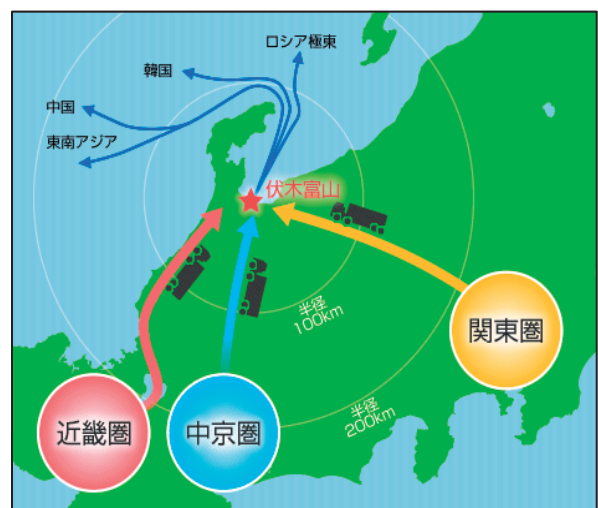 ロシア極東
韓国
中国
東南アジア
伏木富山
半径
100km
関東圏
半径
200km
近畿圏
中京圏